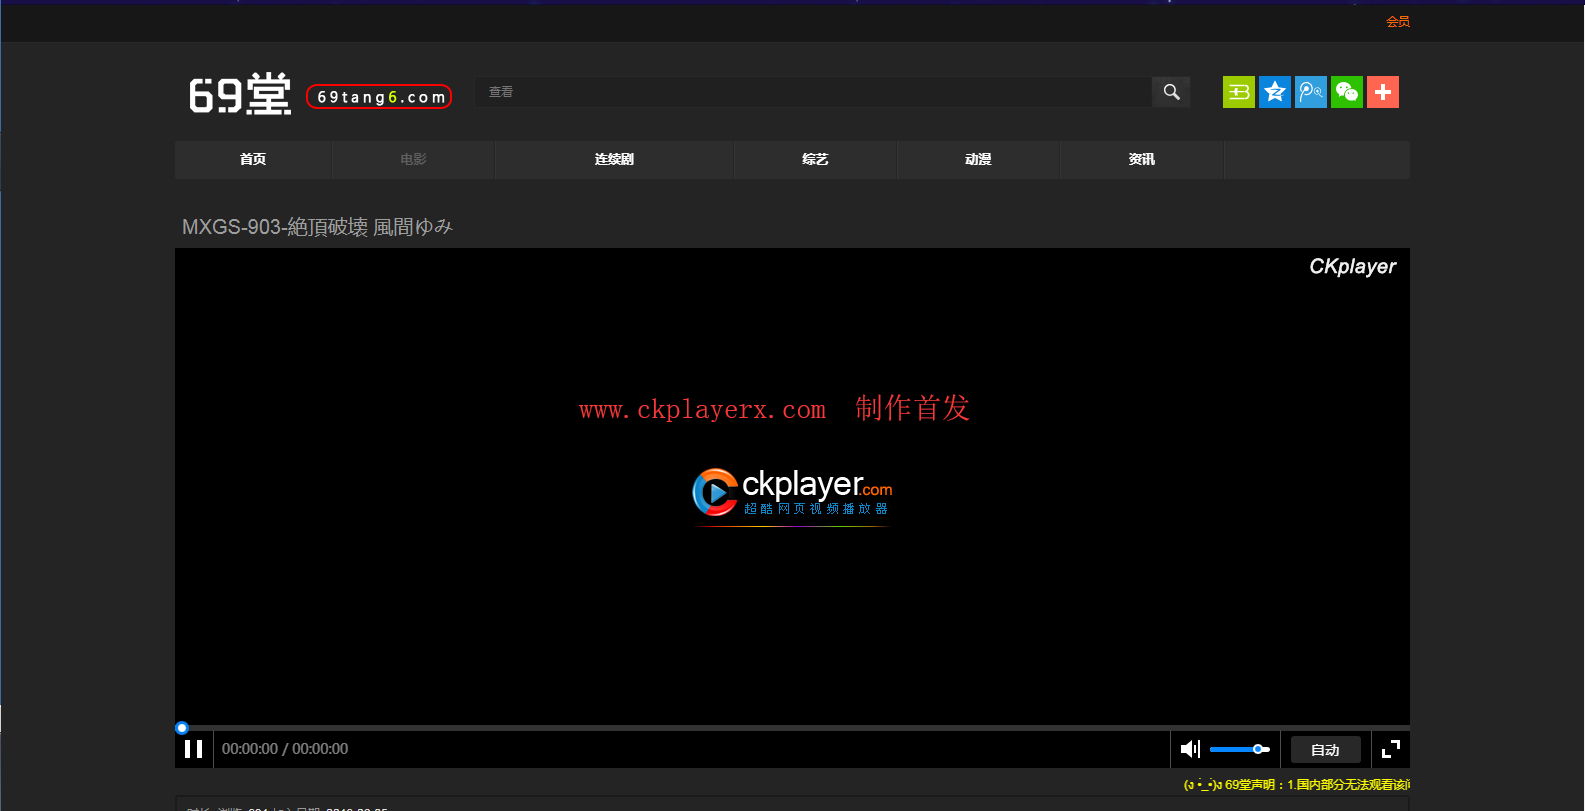 会员
69堂 69tang6.com
查看
首页 电影 连续剧 综艺 动漫 资讯
MXGS-903-絶頂破壊 風間ゆみ
CKplayer
www.ckplayerx.com 制作首发
ckplayer.com
超酷网页视频播放器
00:00:00 / 00:00:00 自动
(ง •̀_•́)ง 69堂声明：1.国内部分无法观看该